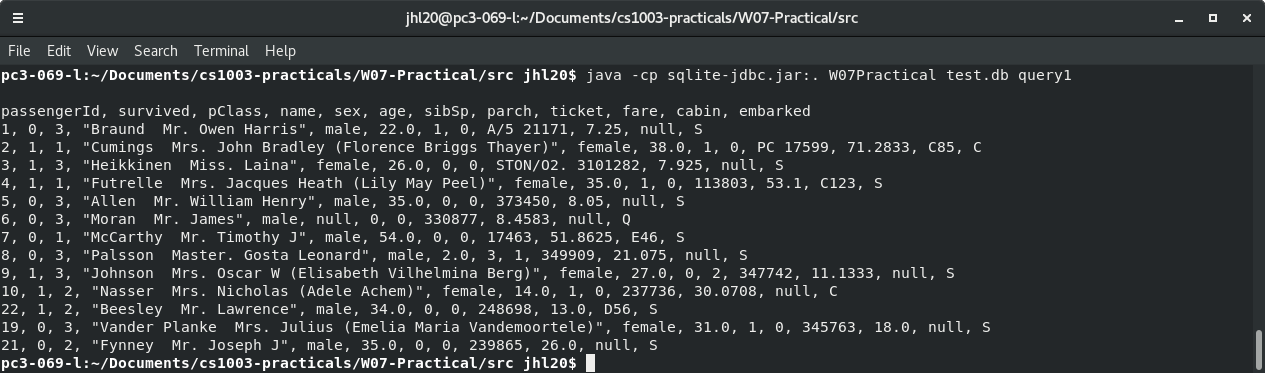 jhl20@pc3-069-l:~/Documents/cs1003-practicals/W07-Practical/src
File Edit View Search Terminal Help
pc3-069-l:~/Documents/cs1003-practicals/W07-Practical/src jhl20$ java -cp sqlite-jdbc.jar:. W07Practical test.db query1
passengerId, survived, pClass, name, sex, age, sibSp, parch, ticket, fare, cabin, embarked
1, 0, 3, "Braund  Mr. Owen Harris", male, 22.0, 1, 0, A/5 21171, 7.25, null, S
2, 1, 1, "Cumings  Mrs. John Bradley (Florence Briggs Thayer)", female, 38.0, 1, 0, PC 17599, 71.2833, C85, C
3, 1, 3, "Heikkinen  Miss. Laina", female, 26.0, 0, 0, STON/O2. 3101282, 7.925, null, S
4, 1, 1, "Futrelle  Mrs. Jacques Heath (Lily May Peel)", female, 35.0, 1, 0, 113803, 53.1, C123, S
5, 0, 3, "Allen  Mr. William Henry", male, 35.0, 0, 0, 373450, 8.05, null, S
6, 0, 3, "Moran  Mr. James", male, null, 0, 0, 330877, 8.4583, null, Q
7, 0, 1, "McCarthy  Mr. Timothy J", male, 54.0, 0, 0, 17463, 51.8625, E46, S
8, 0, 3, "Palsson  Master. Gosta Leonard", male, 2.0, 3, 1, 349909, 21.075, null, S
9, 1, 3, "Johnson  Mrs. Oscar W (Elisabeth Vilhelmina Berg)", female, 27.0, 0, 2, 347742, 11.1333, null, S
10, 1, 2, "Nasser  Mrs. Nicholas (Adele Achem)", female, 14.0, 1, 0, 237736, 30.0708, null, C
22, 1, 2, "Beesley  Mr. Lawrence", male, 34.0, 0, 0, 248698, 13.0, D56, S
19, 0, 3, "Vander Planke  Mrs. Julius (Emelia Maria Vandemoortele)", female, 31.0, 1, 0, 345763, 18.0, null, S
21, 0, 2, "Fynney  Mr. Joseph J", male, 35.0, 0, 0, 239865, 26.0, null, S
pc3-069-l:~/Documents/cs1003-practicals/W07-Practical/src jhl20$